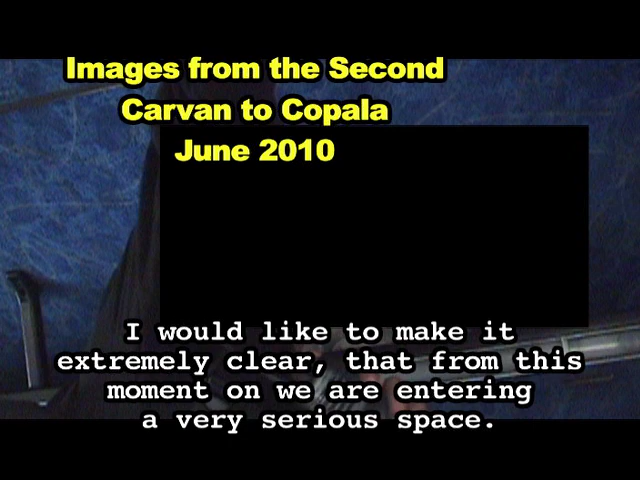 Images from the Second
Carvan to Copala
June 2010
I would like to make it
extremely clear, that from this
moment on we are entering
a very serious space.